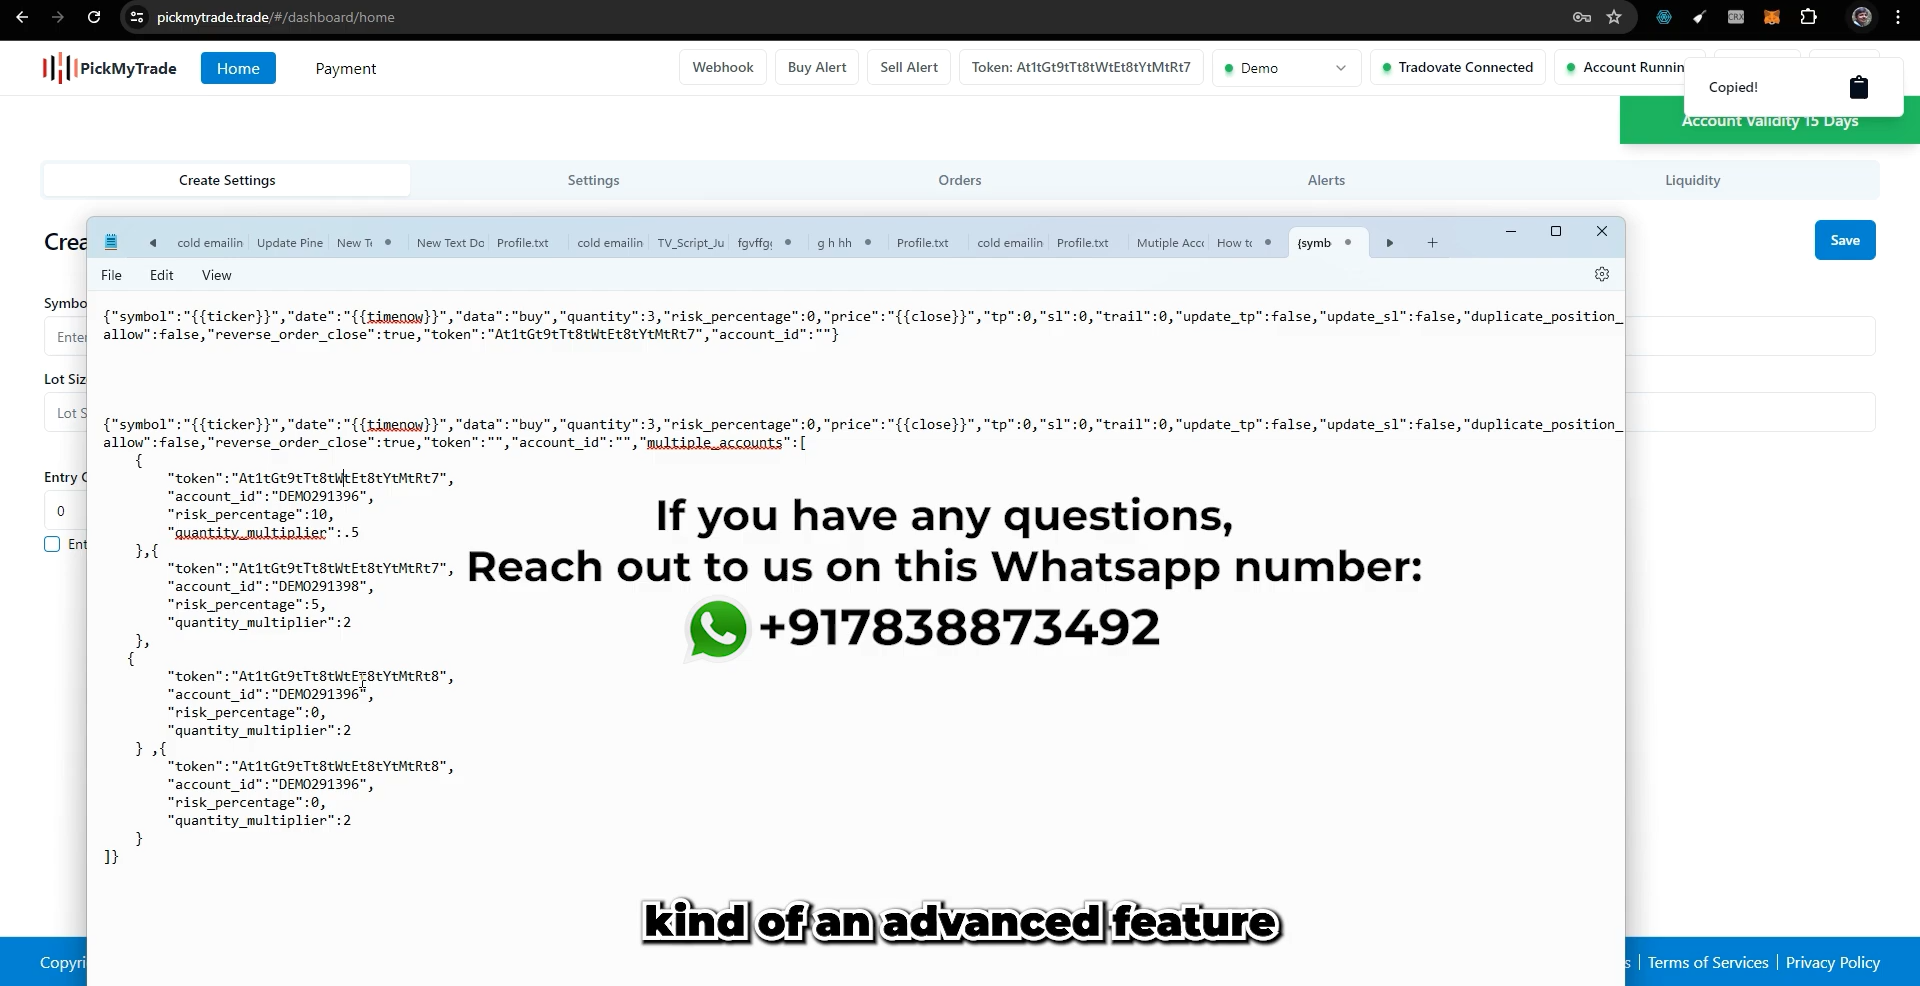 pickmytrade.trade/#/dashboard/home
CRX
PickMyTrade
Home
Payment
Webhook
Buy Alert
Sell Alert
Token: At1tGt9tTt8tWtEt8tYtMtRt7
Demo
Tradovate Connected
Account Runnin
Copied!
Account Validity 15 Days
Create Settings
Settings
Orders
Alerts
Liquidity
Crea
Save
cold emailin
Update Pine
New Te
New Text Do
Profile.txt
cold emailin
TV_Script_Ju
fgvffg
g h hh
Profile.txt
cold emailin
Profile.txt
Mutiple Acco
How to
{symb
File
Edit
View
Symbo
Enter
Lot Siz
Lot S
Entry C
0
Ent
{"symbol":"{{ticker}}","date":"{{timenow}}","data":"buy","quantity":3,"risk_percentage":0,"price":"{{close}}","tp":0,"sl":0,"trail":0,"update_tp":false,"update_sl":false,"duplicate_position_
allow":false,"reverse_order_close":true,"token":"At1tGt9tTt8tWtEt8tYtMtRt7","account_id":""}
{"symbol":"{{ticker}}","date":"{{timenow}}","data":"buy","quantity":3,"risk_percentage":0,"price":"{{close}}","tp":0,"sl":0,"trail":0,"update_tp":false,"update_sl":false,"duplicate_position_
allow":false,"reverse_order_close":true,"token":"","account_id":"","multiple_accounts":[
{
"token":"At1tGt9tTt8tWtEt8tYtMtRt7",
"account_id":"DEMO291396",
"risk_percentage":10,
"quantity_multiplier":.5
},{
"token":"At1tGt9tTt8tWtEt8tYtMtRt7",
"account_id":"DEMO291398",
"risk_percentage":5,
"quantity_multiplier":2
},
{
"token":"At1tGt9tTt8tWtEt8tYtMtRt8",
"account_id":"DEMO291396",
"risk_percentage":0,
"quantity_multiplier":2
} ,{
"token":"At1tGt9tTt8tWtEt8tYtMtRt8",
"account_id":"DEMO291396",
"risk_percentage":0,
"quantity_multiplier":2
}
]}
If you have any questions,
Reach out to us on this Whatsapp number:
+917838873492
kind of an advanced feature
Copyri
s | Terms of Services | Privacy Policy